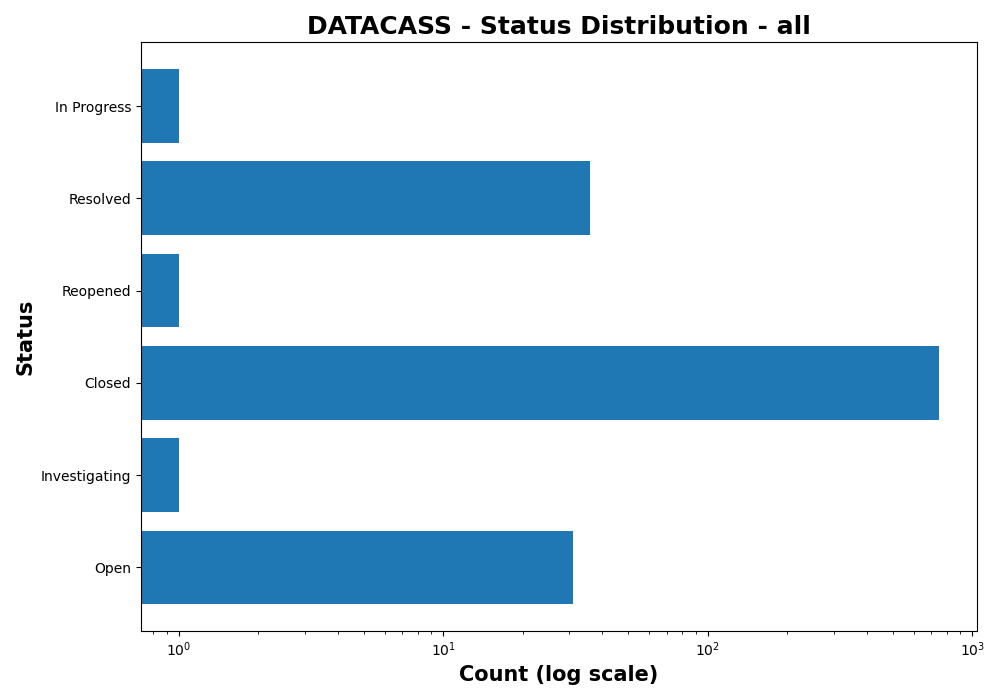 DATACASS - Status Distribution - all
In Progress
Resolved
Reopened
Closed
Investigating
Open
Status
10⁰ 10¹ 10² 10³
Count (log scale)